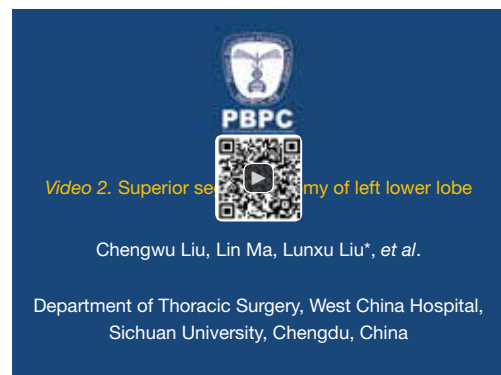 PBPC
Video 2. Superior se my of left lower lobe
Chengwu Liu, Lin Ma, Lunxu Liu*, et al.
Department of Thoracic Surgery, West China Hospital,
Sichuan University, Chengdu, China